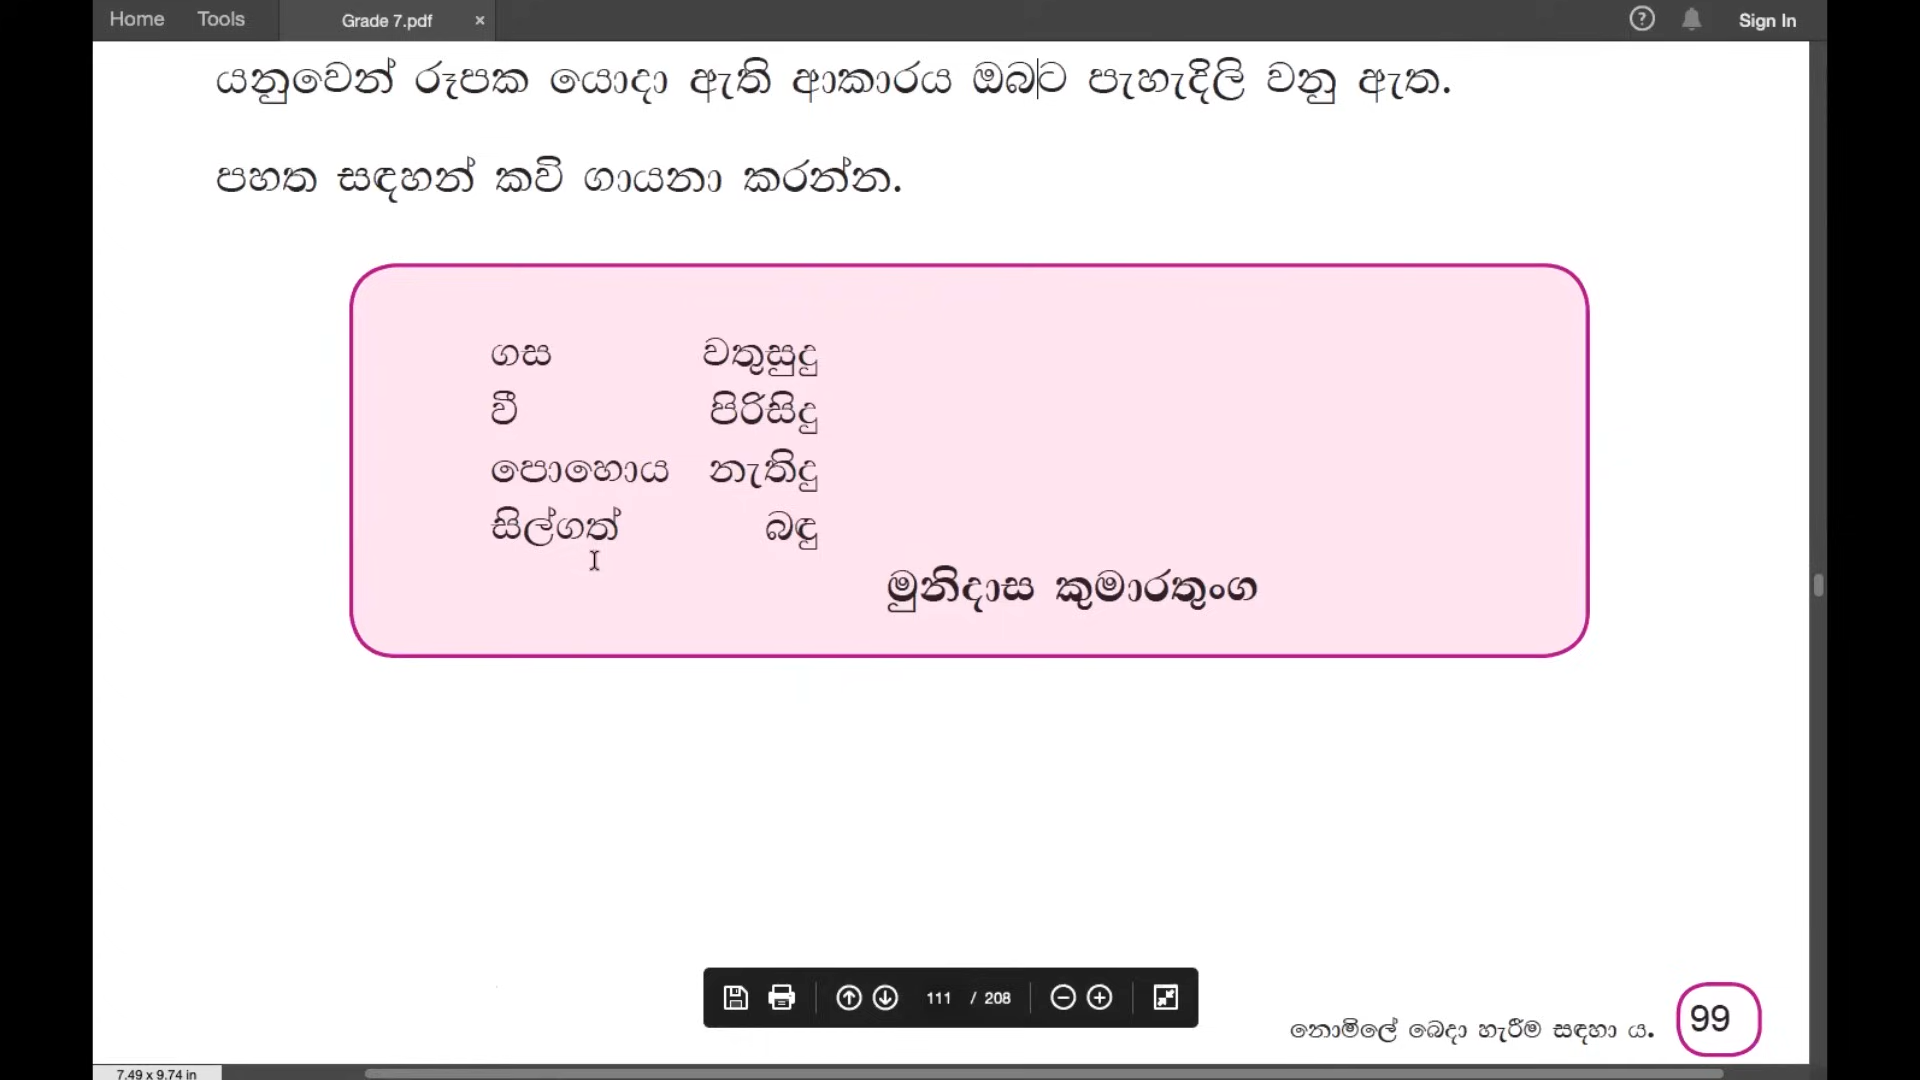 Home Tools Grade 7.pdf × ? Sign In
යනුවෙන් රූපක යොදා ඇති ආකාරය ඔබට පැහැදිලි වනු ඇත.
පහත සඳහන් කවි ගායනා කරන්න.
ගස වතුසුදු
වී පිරිසිදු
පොහොය නැතිදු
සිල්ගත් බඳු
මුනිදාස කුමාරතුංග
111 / 208
නොමිලේ බෙදා හැරීම සඳහා ය. 99
7.49 x 9.74 in